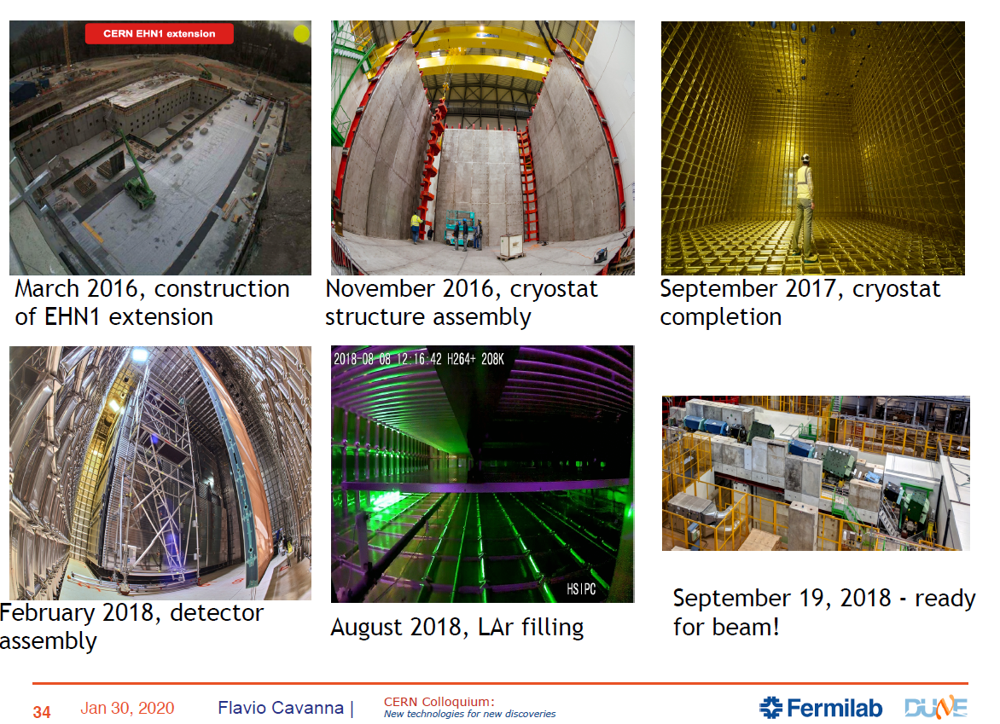 CERN EHN1 extension
March 2016, construction
of EHN1 extension
November 2016, cryostat
structure assembly
September 2017, cryostat
completion
2018-08-08 12:16:42 H264+ 208K
HSIPC
February 2018, detector
assembly
August 2018, LAr filling
September 19, 2018 - ready
for beam!
34 Jan 30, 2020 Flavio Cavanna |
CERN Colloquium:
New technologies for new discoveries
Fermilab
DUNE